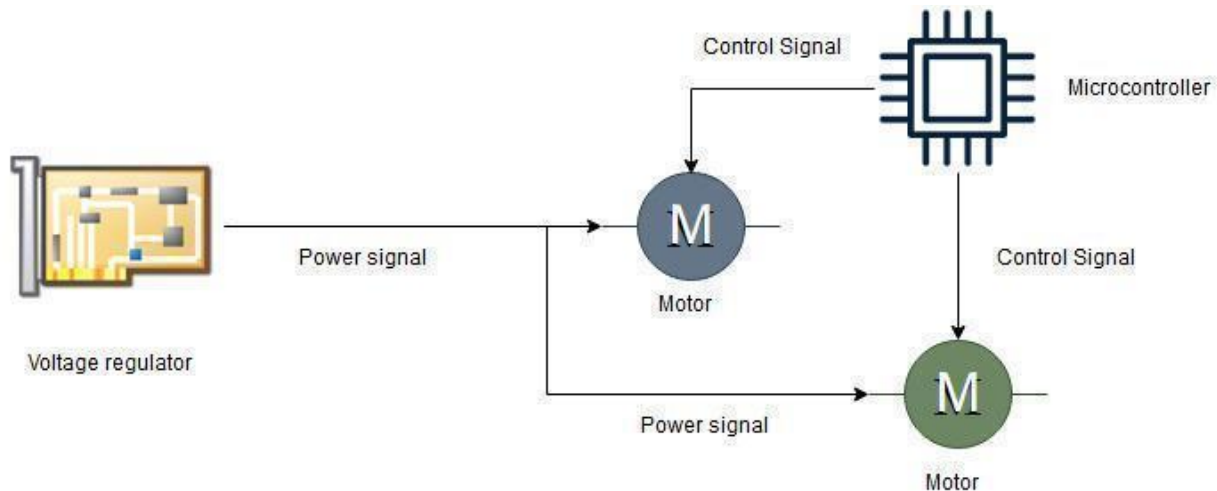 Control Signal
Microcontroller
M
Power signal
Control Signal
Motor
Voltage regulator
M
Power signal
Motor